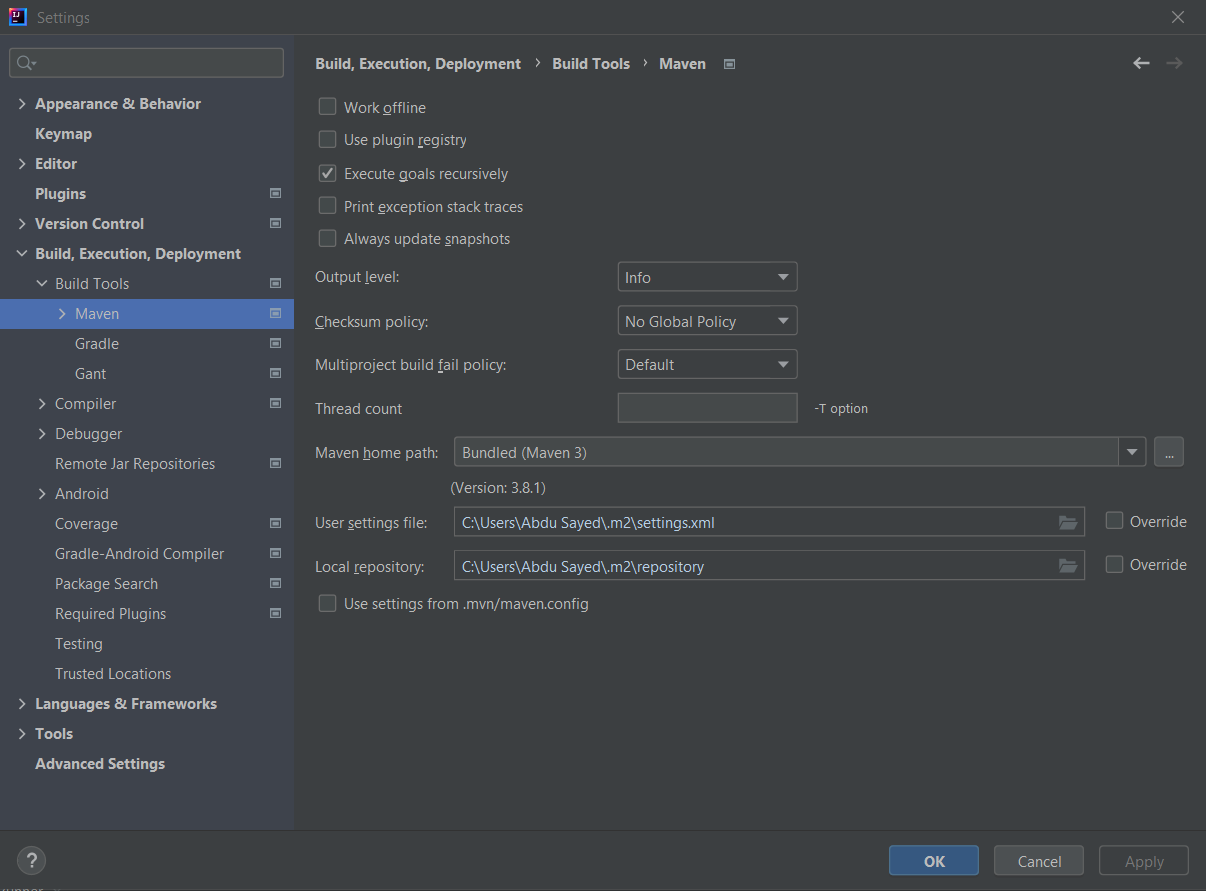 Settings
Appearance & Behavior
Keymap
Editor
Plugins
Version Control
Build, Execution, Deployment
Build Tools
Maven
Gradle
Gant
Compiler
Debugger
Remote Jar Repositories
Android
Coverage
Gradle-Android Compiler
Package Search
Required Plugins
Testing
Trusted Locations
Languages & Frameworks
Tools
Advanced Settings
Build, Execution, Deployment › Build Tools › Maven
Work offline
Use plugin registry
Execute goals recursively
Print exception stack traces
Always update snapshots
Output level: Info
Checksum policy: No Global Policy
Multiproject build fail policy: Default
Thread count -T option
Maven home path: Bundled (Maven 3) ...
(Version: 3.8.1)
User settings file: C:\Users\Abdu Sayed\.m2\settings.xml Override
Local repository: C:\Users\Abdu Sayed\.m2\repository Override
Use settings from .mvn/maven.config
? OK Cancel Apply